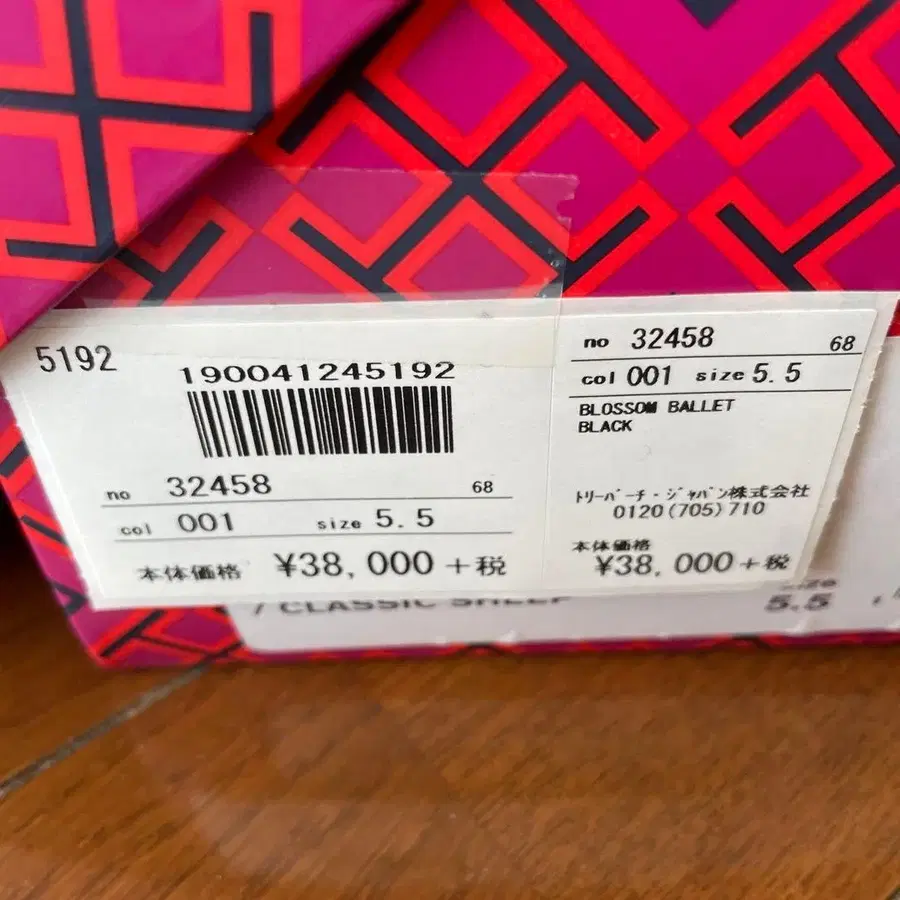 5192
190041245192
no 32458 68
col 001 size 5.5
本体価格 ¥38,000+税
no 32458 68
col 001 size 5.5
BLOSSOM BALLET
BLACK
トリーバーチ・ジャパン株式会社
0120(705)710
本体価格
¥38,000+税
/ CLASSIC SHEEP
size
5.5